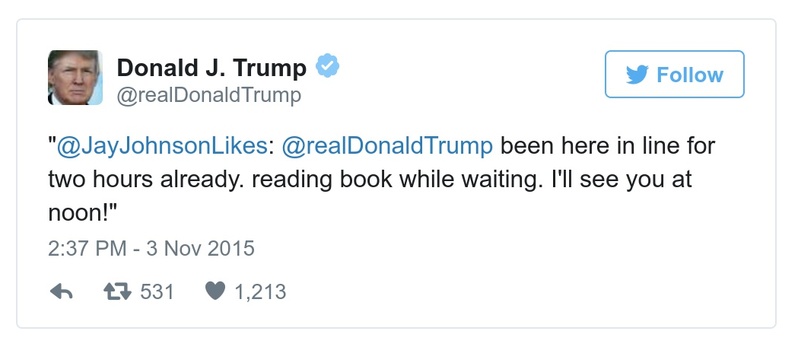 Donald J. Trump
@realDonaldTrump
Follow
"@JayJohnsonLikes: @realDonaldTrump been here in line for
two hours already. reading book while waiting. I'll see you at
noon!"
2:37 PM - 3 Nov 2015
531 1,213